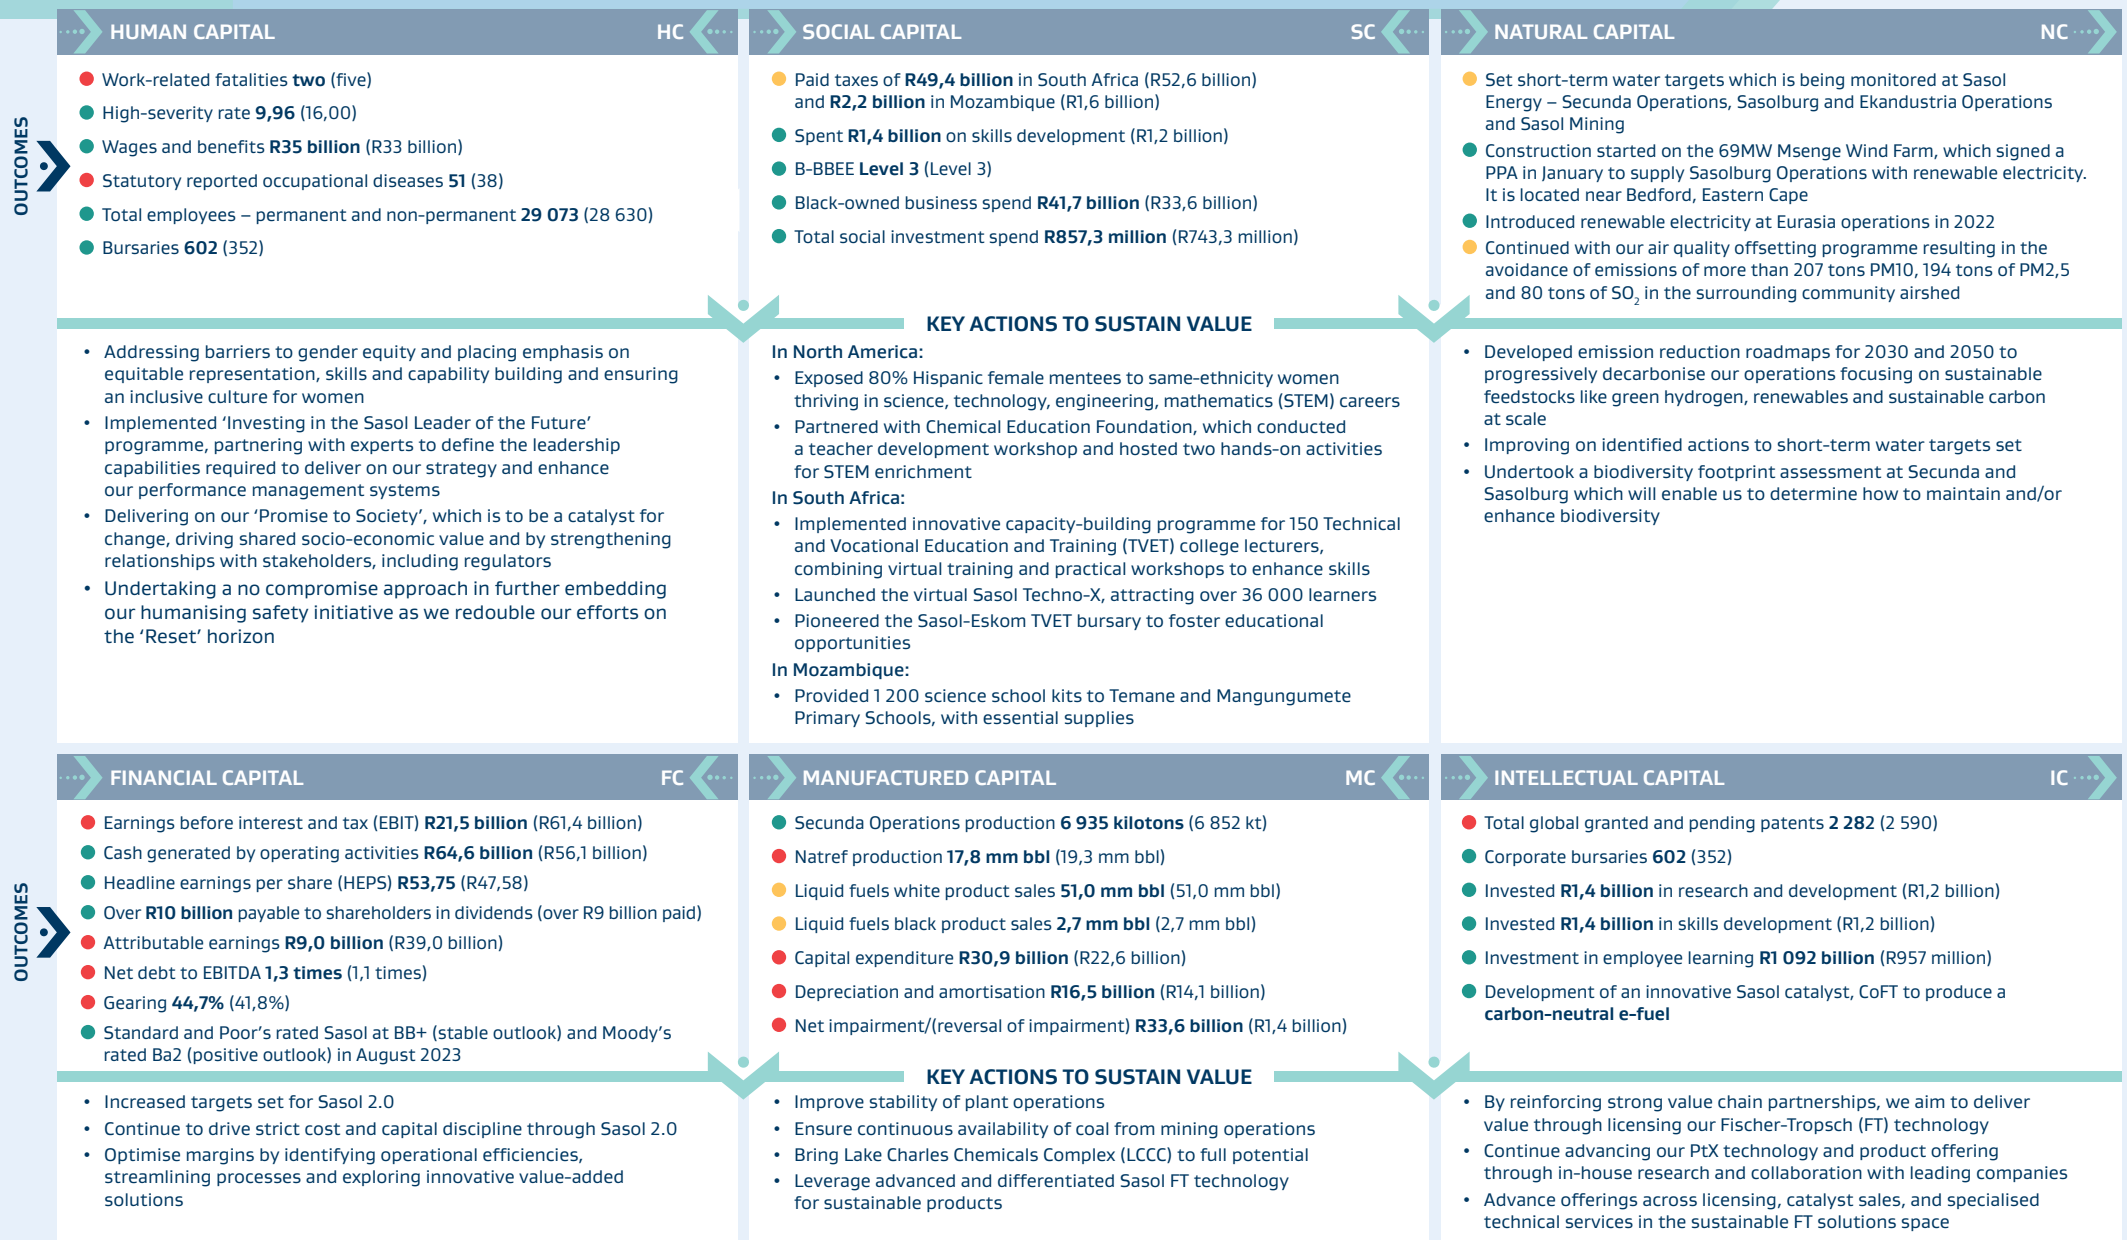 HUMAN CAPITAL HC
OUTCOMES
Work-related fatalities two (five)
High-severity rate 9,96 (16,00)
Wages and benefits R35 billion (R33 billion)
Statutory reported occupational diseases 51 (38)
Total employees – permanent and non-permanent 29 073 (28 630)
Bursaries 602 (352)
SOCIAL CAPITAL SC
Paid taxes of R49,4 billion in South Africa (R52,6 billion)
and R2,2 billion in Mozambique (R1,6 billion)
Spent R1,4 billion on skills development (R1,2 billion)
B-BBEE Level 3 (Level 3)
Black-owned business spend R41,7 billion (R33,6 billion)
Total social investment spend R857,3 million (R743,3 million)
NATURAL CAPITAL NC
Set short-term water targets which is being monitored at Sasol
Energy – Secunda Operations, Sasolburg and Ekandustria Operations
and Sasol Mining
Construction started on the 69MW Msenge Wind Farm, which signed a
PPA in January to supply Sasolburg Operations with renewable electricity.
It is located near Bedford, Eastern Cape
Introduced renewable electricity at Eurasia operations in 2022
Continued with our air quality offsetting programme resulting in the
avoidance of emissions of more than 207 tons PM10, 194 tons of PM2,5
and 80 tons of SO2 in the surrounding community airshed
KEY ACTIONS TO SUSTAIN VALUE
• Addressing barriers to gender equity and placing emphasis on
equitable representation, skills and capability building and ensuring
an inclusive culture for women
• Implemented ‘Investing in the Sasol Leader of the Future’
programme, partnering with experts to define the leadership
capabilities required to deliver on our strategy and enhance
our performance management systems
• Delivering on our ‘Promise to Society’, which is to be a catalyst for
change, driving shared socio-economic value and by strengthening
relationships with stakeholders, including regulators
• Undertaking a no compromise approach in further embedding
our humanising safety initiative as we redouble our efforts on
the ‘Reset’ horizon
In North America:
• Exposed 80% Hispanic female mentees to same-ethnicity women
thriving in science, technology, engineering, mathematics (STEM) careers
• Partnered with Chemical Education Foundation, which conducted
a teacher development workshop and hosted two hands-on activities
for STEM enrichment
In South Africa:
• Implemented innovative capacity-building programme for 150 Technical
and Vocational Education and Training (TVET) college lecturers,
combining virtual training and practical workshops to enhance skills
• Launched the virtual Sasol Techno-X, attracting over 36 000 learners
• Pioneered the Sasol-Eskom TVET bursary to foster educational
opportunities
In Mozambique:
• Provided 1 200 science school kits to Temane and Mangungumete
Primary Schools, with essential supplies
• Developed emission reduction roadmaps for 2030 and 2050 to
progressively decarbonise our operations focusing on sustainable
feedstocks like green hydrogen, renewables and sustainable carbon
at scale
• Improving on identified actions to short-term water targets set
• Undertook a biodiversity footprint assessment at Secunda and
Sasolburg which will enable us to determine how to maintain and/or
enhance biodiversity
FINANCIAL CAPITAL FC
OUTCOMES
Earnings before interest and tax (EBIT) R21,5 billion (R61,4 billion)
Cash generated by operating activities R64,6 billion (R56,1 billion)
Headline earnings per share (HEPS) R53,75 (R47,58)
Over R10 billion payable to shareholders in dividends (over R9 billion paid)
Attributable earnings R9,0 billion (R39,0 billion)
Net debt to EBITDA 1,3 times (1,1 times)
Gearing 44,7% (41,8%)
Standard and Poor’s rated Sasol at BB+ (stable outlook) and Moody’s
rated Ba2 (positive outlook) in August 2023
MANUFACTURED CAPITAL MC
Secunda Operations production 6 935 kilotons (6 852 kt)
Natref production 17,8 mm bbl (19,3 mm bbl)
Liquid fuels white product sales 51,0 mm bbl (51,0 mm bbl)
Liquid fuels black product sales 2,7 mm bbl (2,7 mm bbl)
Capital expenditure R30,9 billion (R22,6 billion)
Depreciation and amortisation R16,5 billion (R14,1 billion)
Net impairment/(reversal of impairment) R33,6 billion (R1,4 billion)
INTELLECTUAL CAPITAL IC
Total global granted and pending patents 2 282 (2 590)
Corporate bursaries 602 (352)
Invested R1,4 billion in research and development (R1,2 billion)
Invested R1,4 billion in skills development (R1,2 billion)
Investment in employee learning R1 092 billion (R957 million)
Development of an innovative Sasol catalyst, CoFT to produce a
carbon-neutral e-fuel
KEY ACTIONS TO SUSTAIN VALUE
• Increased targets set for Sasol 2.0
• Continue to drive strict cost and capital discipline through Sasol 2.0
• Optimise margins by identifying operational efficiencies,
streamlining processes and exploring innovative value-added
solutions
• Improve stability of plant operations
• Ensure continuous availability of coal from mining operations
• Bring Lake Charles Chemicals Complex (LCCC) to full potential
• Leverage advanced and differentiated Sasol FT technology
for sustainable products
• By reinforcing strong value chain partnerships, we aim to deliver
value through licensing our Fischer-Tropsch (FT) technology
• Continue advancing our PtX technology and product offering
through in-house research and collaboration with leading companies
• Advance offerings across licensing, catalyst sales, and specialised
technical services in the sustainable FT solutions space